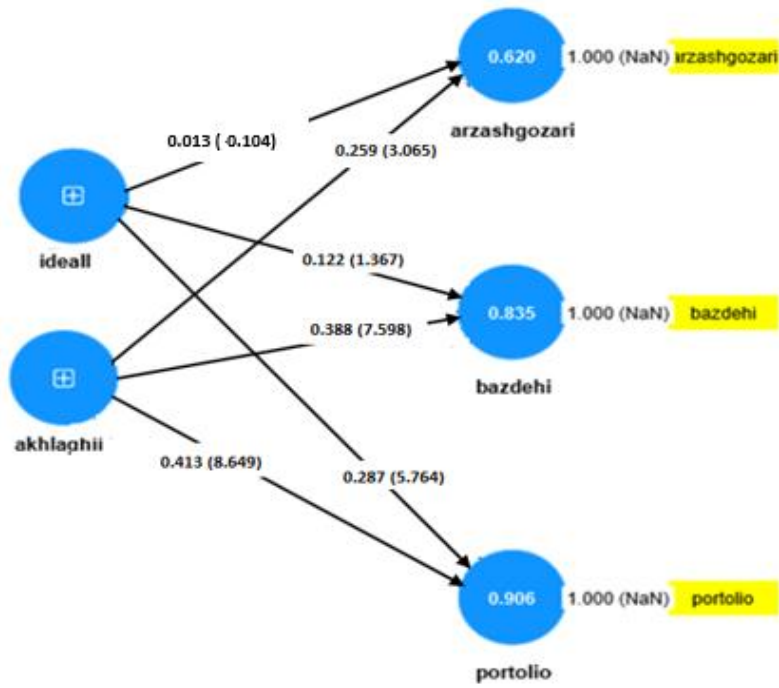 0.620
1.000 (NaN)
arzashgozari
arzashgozari
0.013 ( -0.104)
0.259 (3.065)
ideall
0.122 (1.367)
0.835
1.000 (NaN)
bazdehi
bazdehi
0.388 (7.598)
akhlaghii
0.413 (8.649)
0.287 (5.764)
0.906
1.000 (NaN)
portolio
portolio